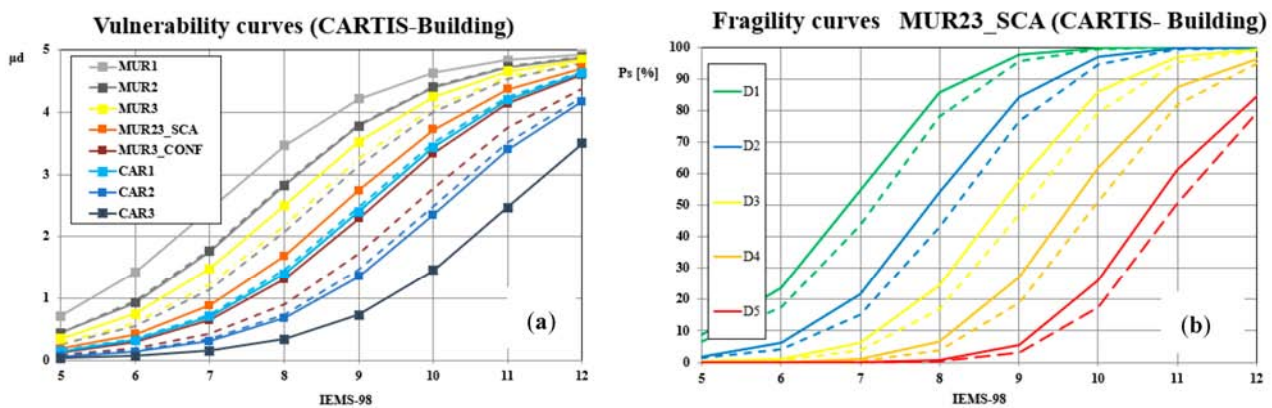 Vulnerability curves (CARTIS-Building)
µd
5
4
3
2
1
0
MUR1
MUR2
MUR3
MUR23_SCA
MUR3_CONF
CAR1
CAR2
CAR3
(a)
5 6 7 8 9 10 11 12
IEMS-98
Fragility curves MUR23_SCA (CARTIS- Building)
Ps [%]
100
90
80
70
60
50
40
30
20
10
0
D1
D2
D3
D4
D5
(b)
5 6 7 8 9 10 11 12
IEMS-98